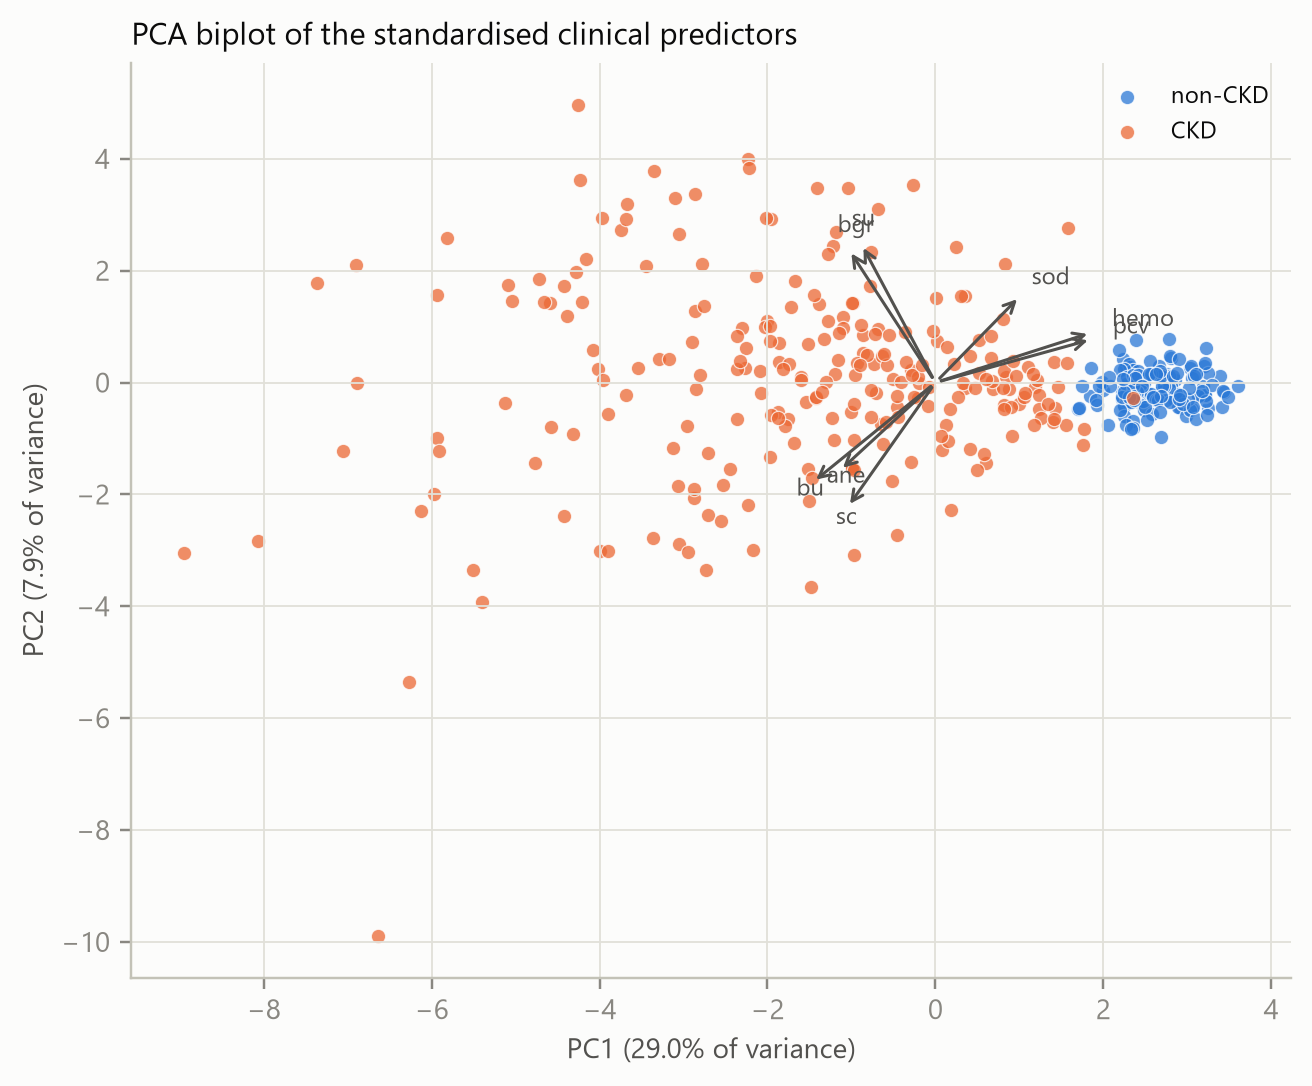 PCA biplot of the standardised clinical predictors
non-CKD
CKD
PC2 (7.9% of variance)
4
2
0
−2
−4
−6
−8
−10
su
bgr
sod
hemo
pcv
ane
bu
sc
−8
−6
−4
−2
0
2
4
PC1 (29.0% of variance)